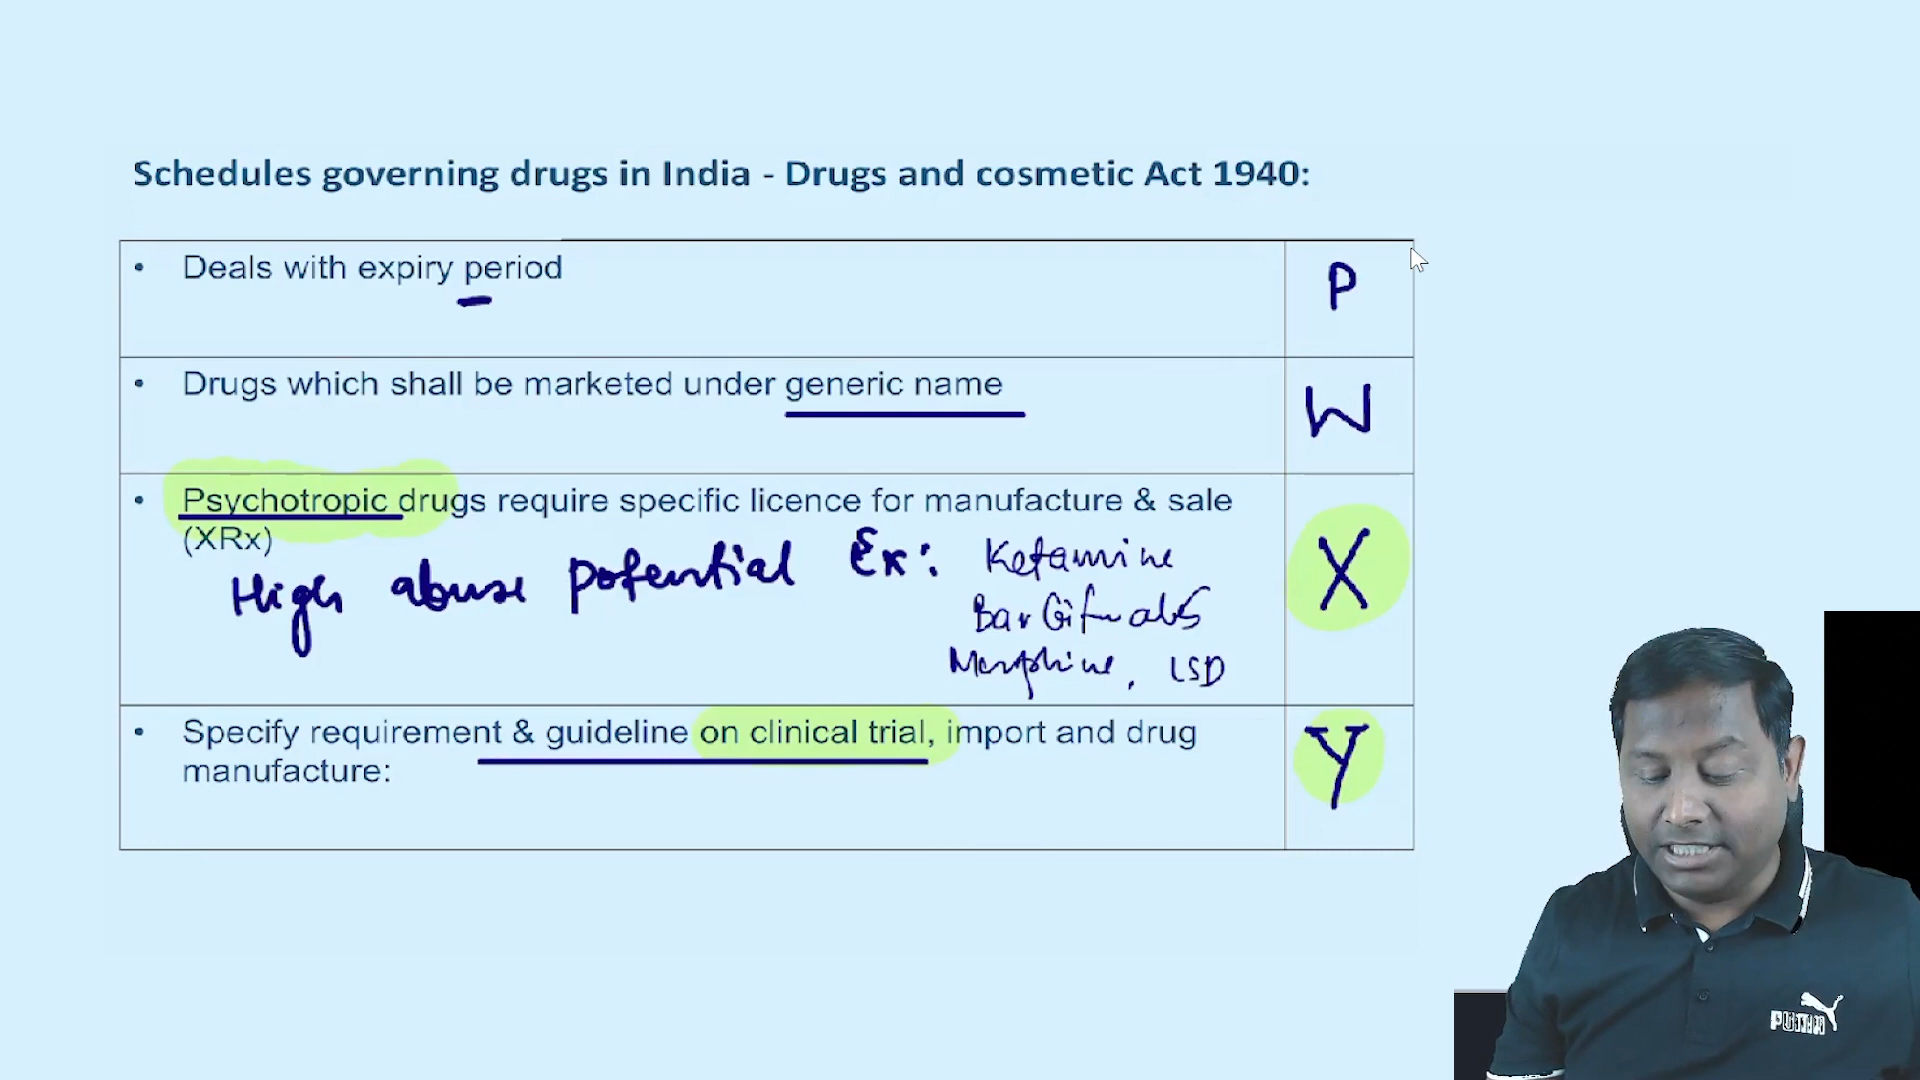 Schedules governing drugs in India - Drugs and cosmetic Act 1940:
• Deals with expiry period
P
• Drugs which shall be marketed under generic name
W
• Psychotropic drugs require specific licence for manufacture & sale
(XRx)
High abuse potential Ex: Ketamine
Barbiturates
Morphine, LSD
X
• Specify requirement & guideline on clinical trial, import and drug
manufacture:
Y